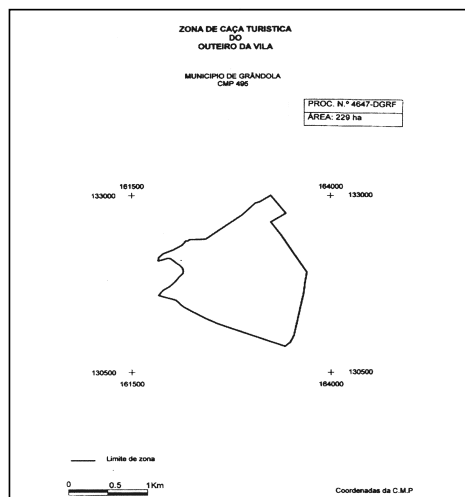 ZONA DE CAÇA TURISTICA
DO
OUTEIRO DA VILA
MUNICIPIO DE GRÂNDOLA
CMP 495
PROC. N.º 4647-DGRF
ÁREA: 229 ha
161500
164000
133000
133000
130500
130500
161500
164000
Limite de zona
0 0.5 1Km
Coordenadas da C.M.P